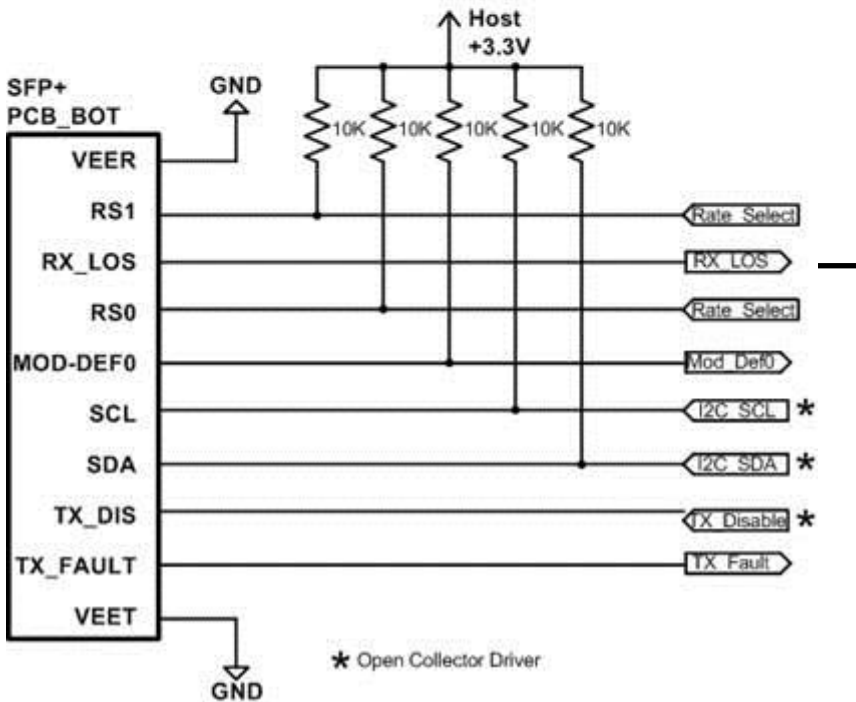 Host
+3.3V
SFP+
PCB_BOT
GND
10K 10K 10K 10K 10K
VEER
RS1 Rate_Select
RX_LOS RX_LOS
RS0 Rate_Select
MOD-DEF0 Mod_Def0
SCL I2C_SCL *
SDA I2C_SDA *
TX_DIS TX_Disable *
TX_FAULT TX_Fault
VEET
* Open Collector Driver
GND